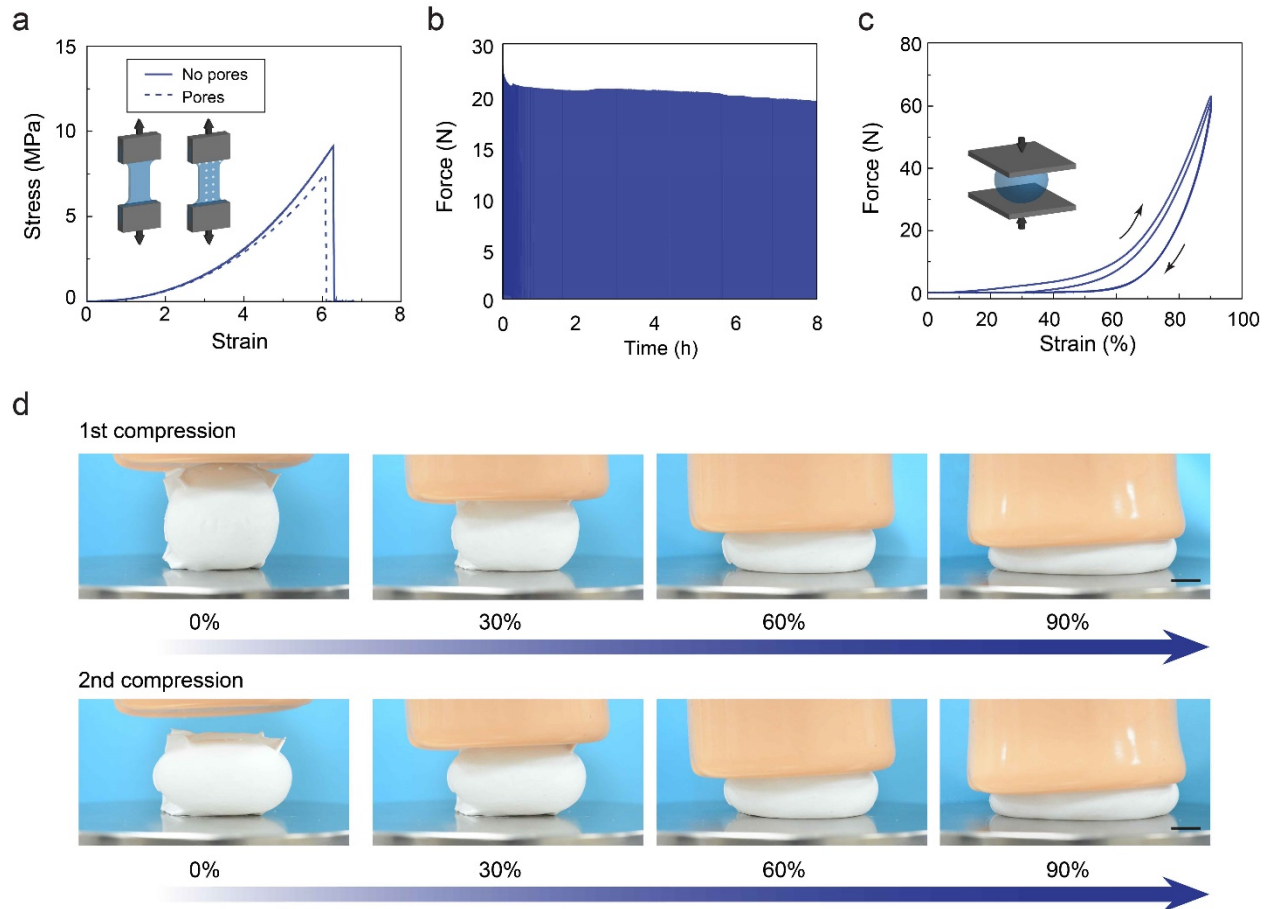 a
15
10
5
0
Stress (MPa)
No pores
Pores
0 2 4 6 8
Strain
b
30
25
20
15
10
5
0
Force (N)
0 2 4 6 8
Time (h)
c
80
60
40
20
0
Force (N)
0 20 40 60 80 100
Strain (%)
d
1st compression
0% 30% 60% 90%
2nd compression
0% 30% 60% 90%